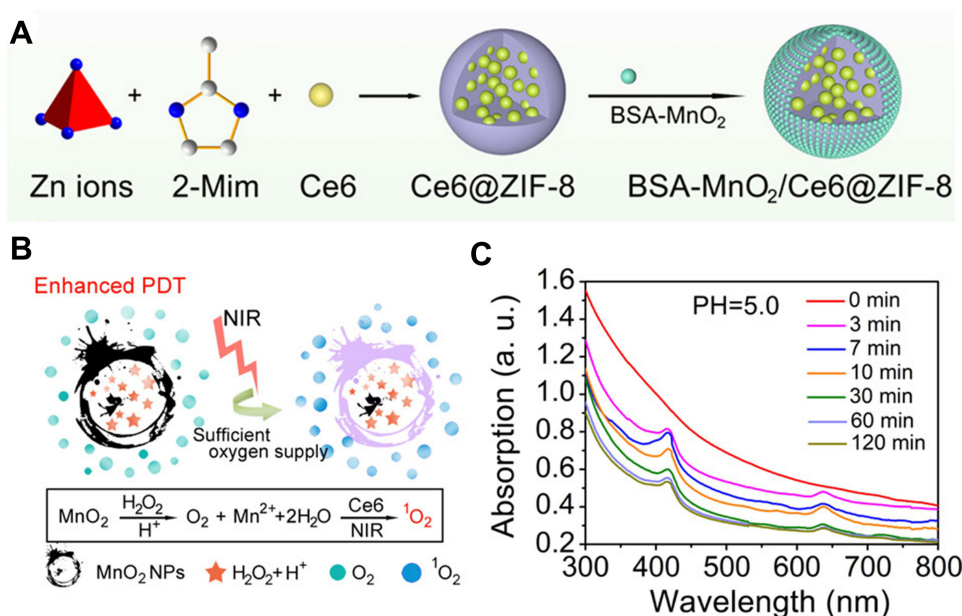 A
Zn ions + 2-Mim + Ce6
Ce6@ZIF-8
BSA-MnO₂
BSA-MnO₂/Ce6@ZIF-8
B
Enhanced PDT
NIR
Sufficient
oxygen supply
MnO₂ H₂O₂ H⁺ O₂ + Mn²⁺+2H₂O Ce6 NIR ¹O₂
MnO₂ NPs H₂O₂+H⁺ O₂ ¹O₂
C
PH=5.0
0 min
3 min
7 min
10 min
30 min
60 min
120 min
Absorption (a. u.)
1.6
1.4
1.2
1.0
0.8
0.6
0.4
0.2
300 400 500 600 700 800
Wavelength (nm)